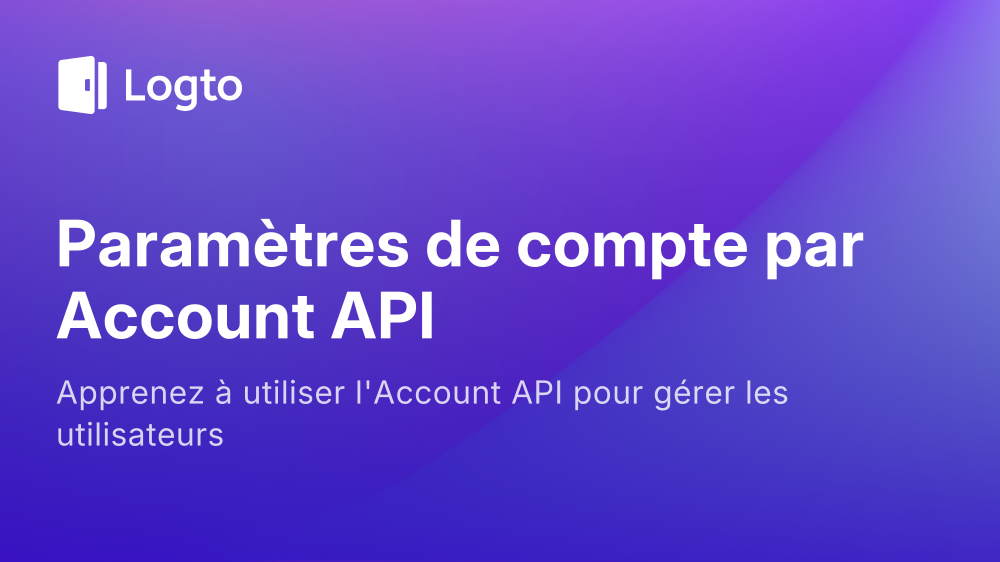 Logto
Paramètres de compte par
Account API
Apprenez à utiliser l'Account API pour gérer les
utilisateurs